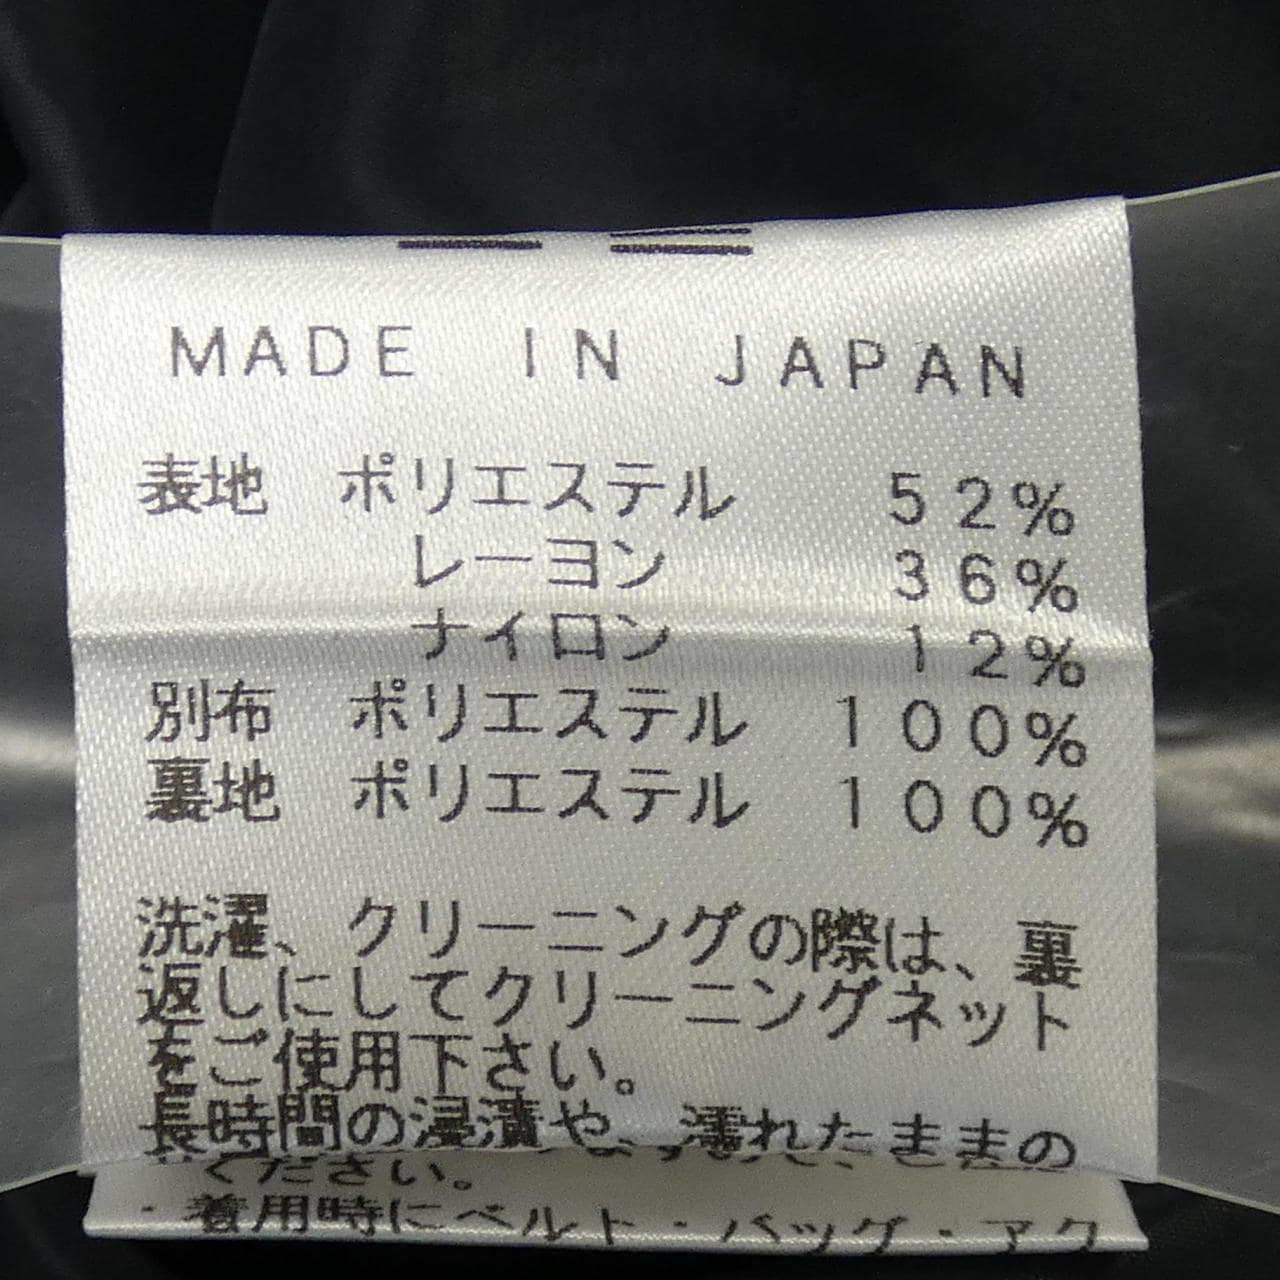 MADE IN JAPAN
表地 ポリエステル 52%
レーヨン 36%
ナイロン 12%
別布 ポリエステル 100%
裏地 ポリエステル 100%
洗濯、クリーニングの際は、裏
返しにしてクリーニングネット
をご使用下さい。
長時間の浸漬や、濡れたままの
ください。
・着用時にベルト・バッグ・アク